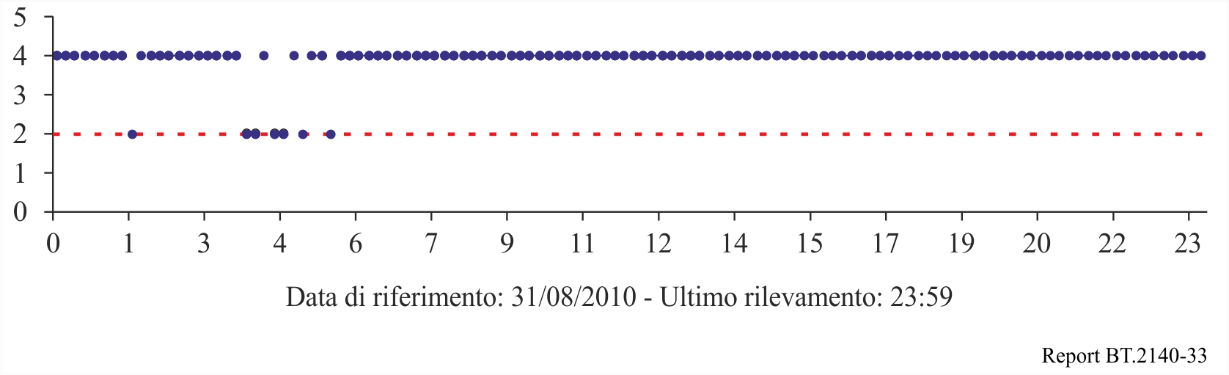 5
4
3
2
1
0
0 1 3 4 6 7 9 11 12 14 15 17 19 20 22 23
Data di riferimento: 31/08/2010 - Ultimo rilevamento: 23:59
Report BT.2140-33